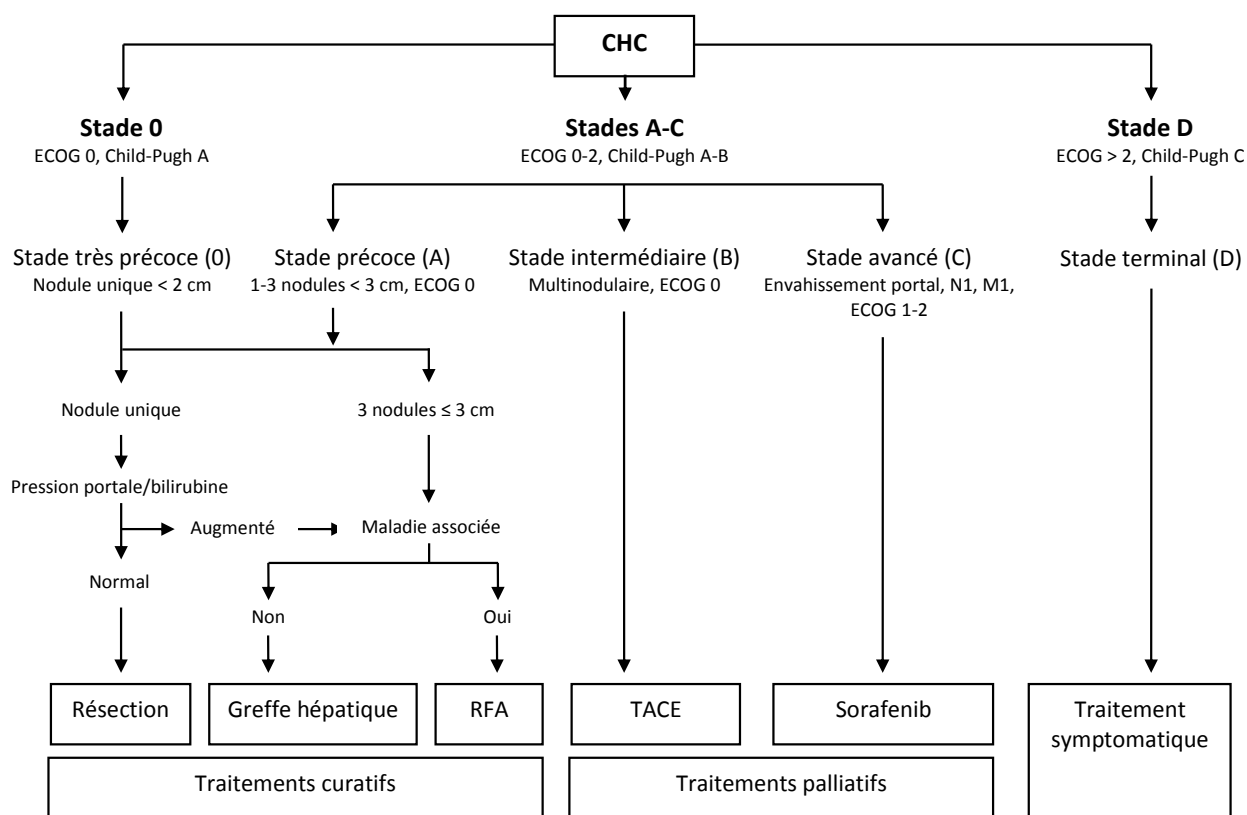 CHC
Stade 0
ECOG 0, Child-Pugh A
Stades A-C
ECOG 0-2, Child-Pugh A-B
Stade D
ECOG > 2, Child-Pugh C
Stade très précoce (0)
Nodule unique < 2 cm
Stade précoce (A)
1-3 nodules < 3 cm, ECOG 0
Stade intermédiaire (B)
Multinodulaire, ECOG 0
Stade avancé (C)
Envahissement portal, N1, M1,
ECOG 1-2
Stade terminal (D)
Nodule unique
3 nodules ≤ 3 cm
Pression portale/bilirubine
Augmenté
Maladie associée
Normal
Non
Oui
Résection
Greffe hépatique
RFA
TACE
Sorafenib
Traitement
symptomatique
Traitements curatifs
Traitements palliatifs